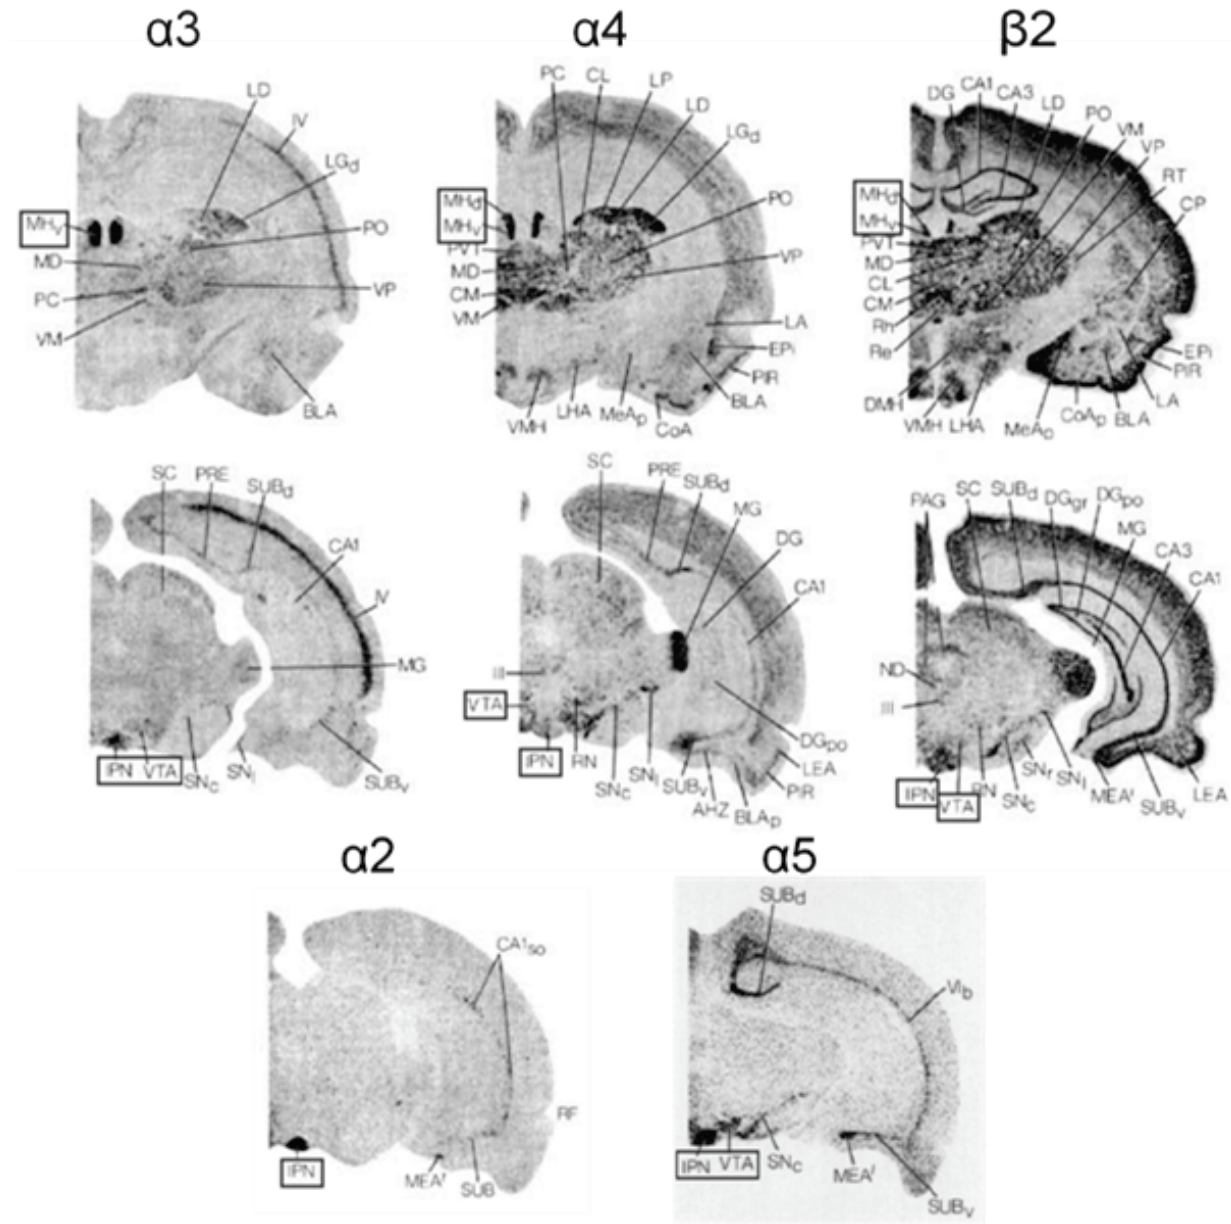 α3
α4
β2
LD
IV
LGd
MHv
PO
MD
PC
VP
VM
BLA
PC
CL
LP
LD
LGd
MHd
MHv
PO
PVT
MD
VP
CM
VM
LA
EPi
PIR
BLA
VMH
LHA
MeAp
CoA
DG
CA1
CA3
LD
PO
VM
VP
RT
CP
MHd
MHv
PVT
MD
CL
CM
Rh
Re
DMH
VMH
LHA
MeAp
CoAp
BLA
LA
PIR
EPi
SC
PRE
SUBd
CA1
IV
MG
IPN
VTA
SNc
SNl
SUBv
SC
PRE
SUBd
MG
DG
CA1
III
VTA
IPN
RN
SNc
SNl
SUBv
AHZ
BLAp
PIR
LEA
DGpo
PAG
SC
SUBd
DGgr
DGpo
MG
CA3
CA1
ND
III
IPN
VTA
RN
SNc
SNr
SNl
MEA'
SUBv
LEA
α2
α5
CA1so
RF
IPN
MEA'
SUB
SUBd
VIb
IPN VTA
SNc
MEA'
SUBv